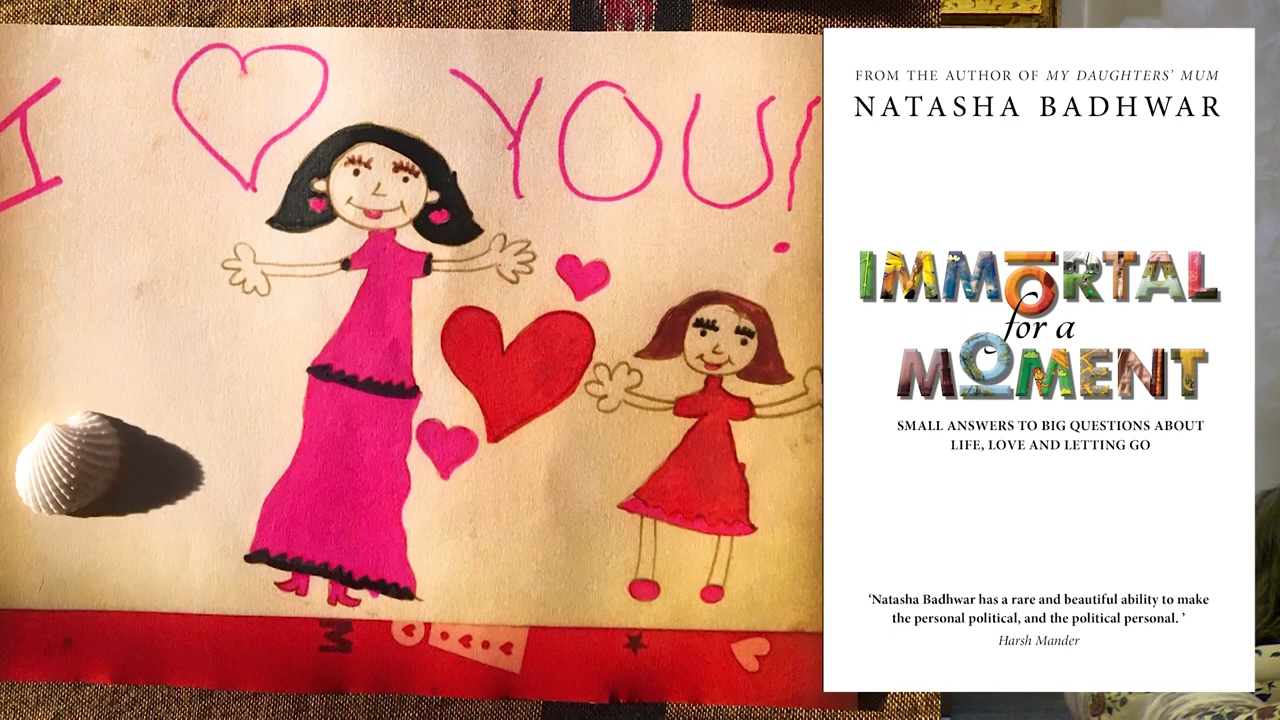 I ♥ YOU!
FROM THE AUTHOR OF MY DAUGHTERS' MUM
NATASHA BADHWAR
IMMORTAL
for a
MOMENT
SMALL ANSWERS TO BIG QUESTIONS ABOUT
LIFE, LOVE AND LETTING GO
‘Natasha Badhwar has a rare and beautiful ability to make
the personal political, and the political personal. ’
Harsh Mander